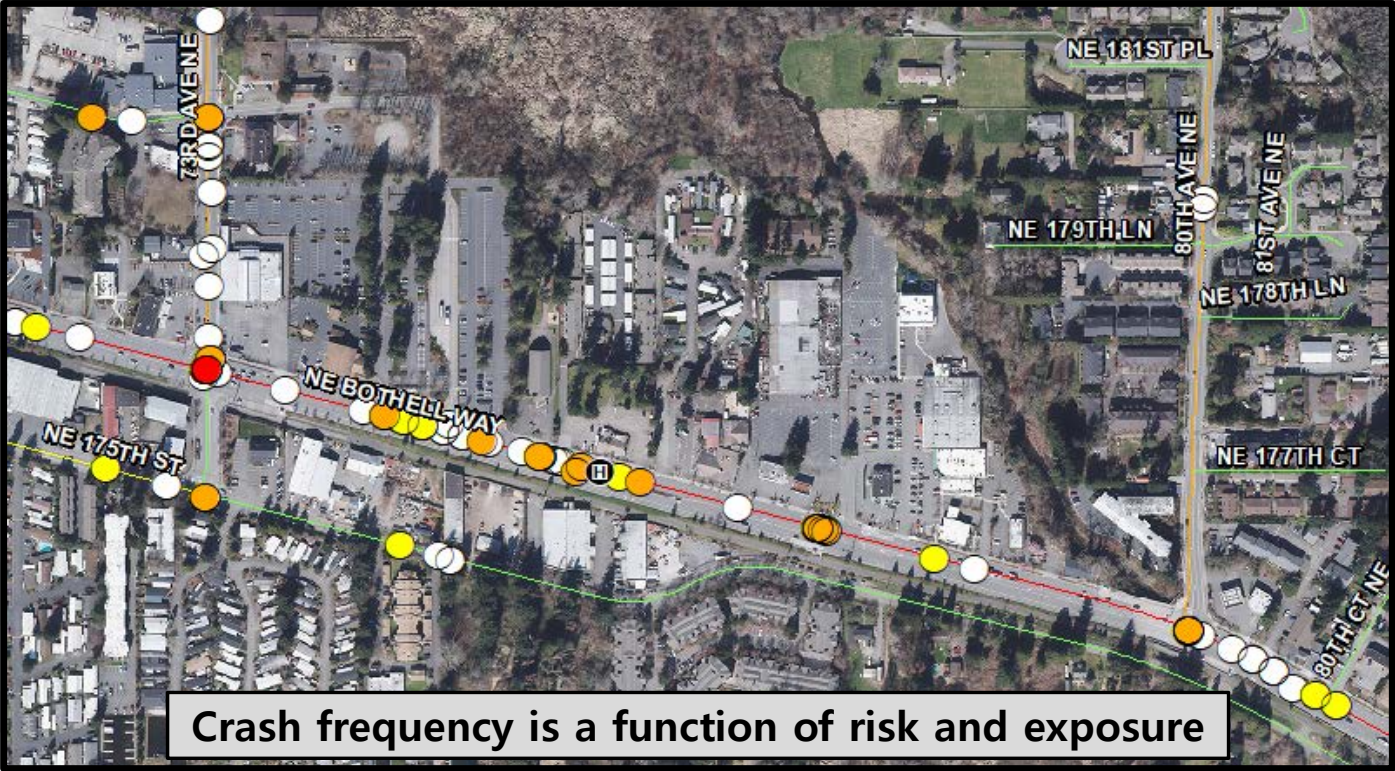 NE 181ST PL
73RD AVE NE
80TH AVE NE
81ST AVE NE
NE 179TH LN
NE 178TH LN
NE BOTHELL WAY
NE 175TH ST
NE 177TH CT
H
80TH CT NE
Crash frequency is a function of risk and exposure